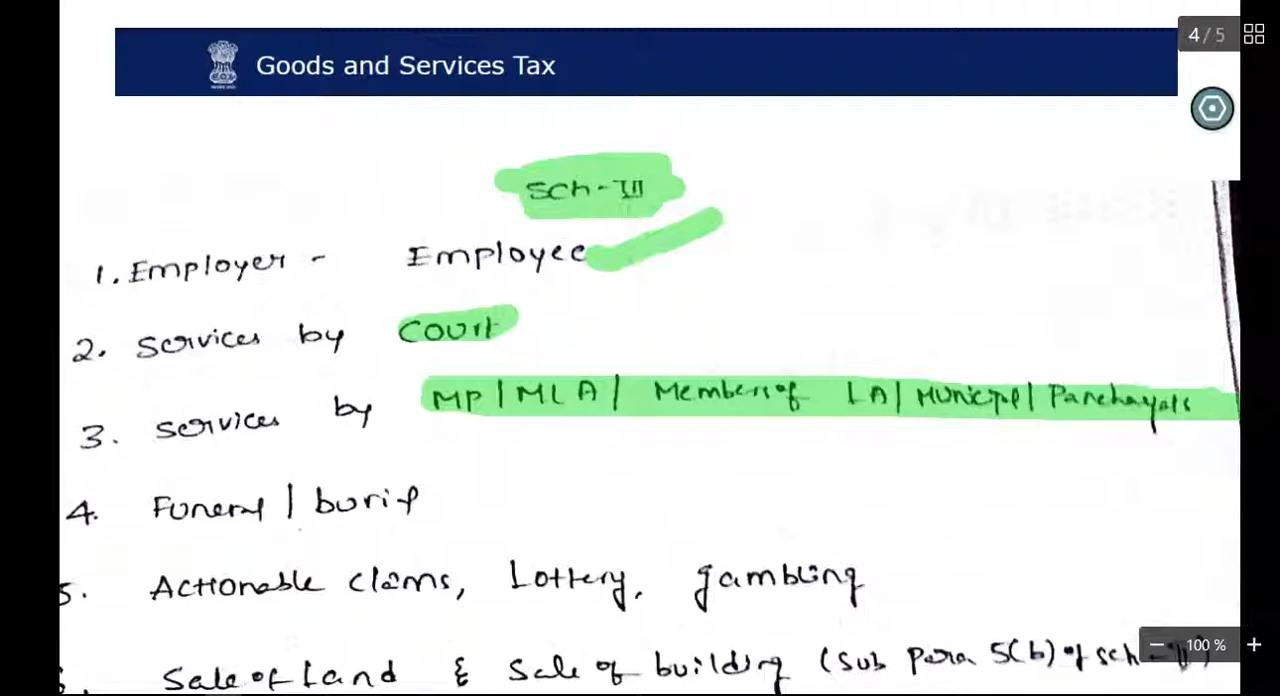 4 / 5
Goods and Services Tax
Sch-III
1. Employer - Employee
2. Services by Court
3. Services by MP | MLA | Members of LA | Municipal | Panchayats
4. Funeral | burial
5. Actionable claims, Lottery, gambling
Sale of Land & Sale of building (Sub para 5(b) of sch-II)
100 %